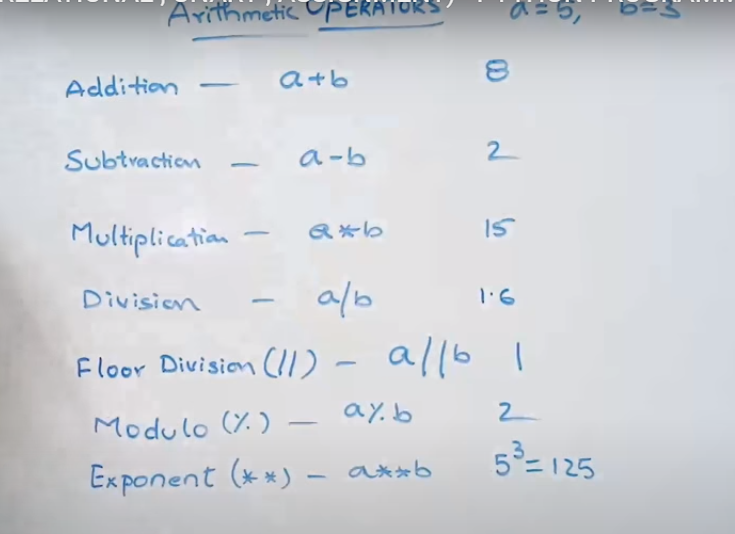 Arithmetic OPERATORS a=5, b=3
Addition — a+b 8
Subtraction — a-b 2
Multiplication — a*b 15
Division — a/b 1.6
Floor Division (//) — a//b 1
Modulo (%) — a%b 2
Exponent (**) — a**b 5³=125